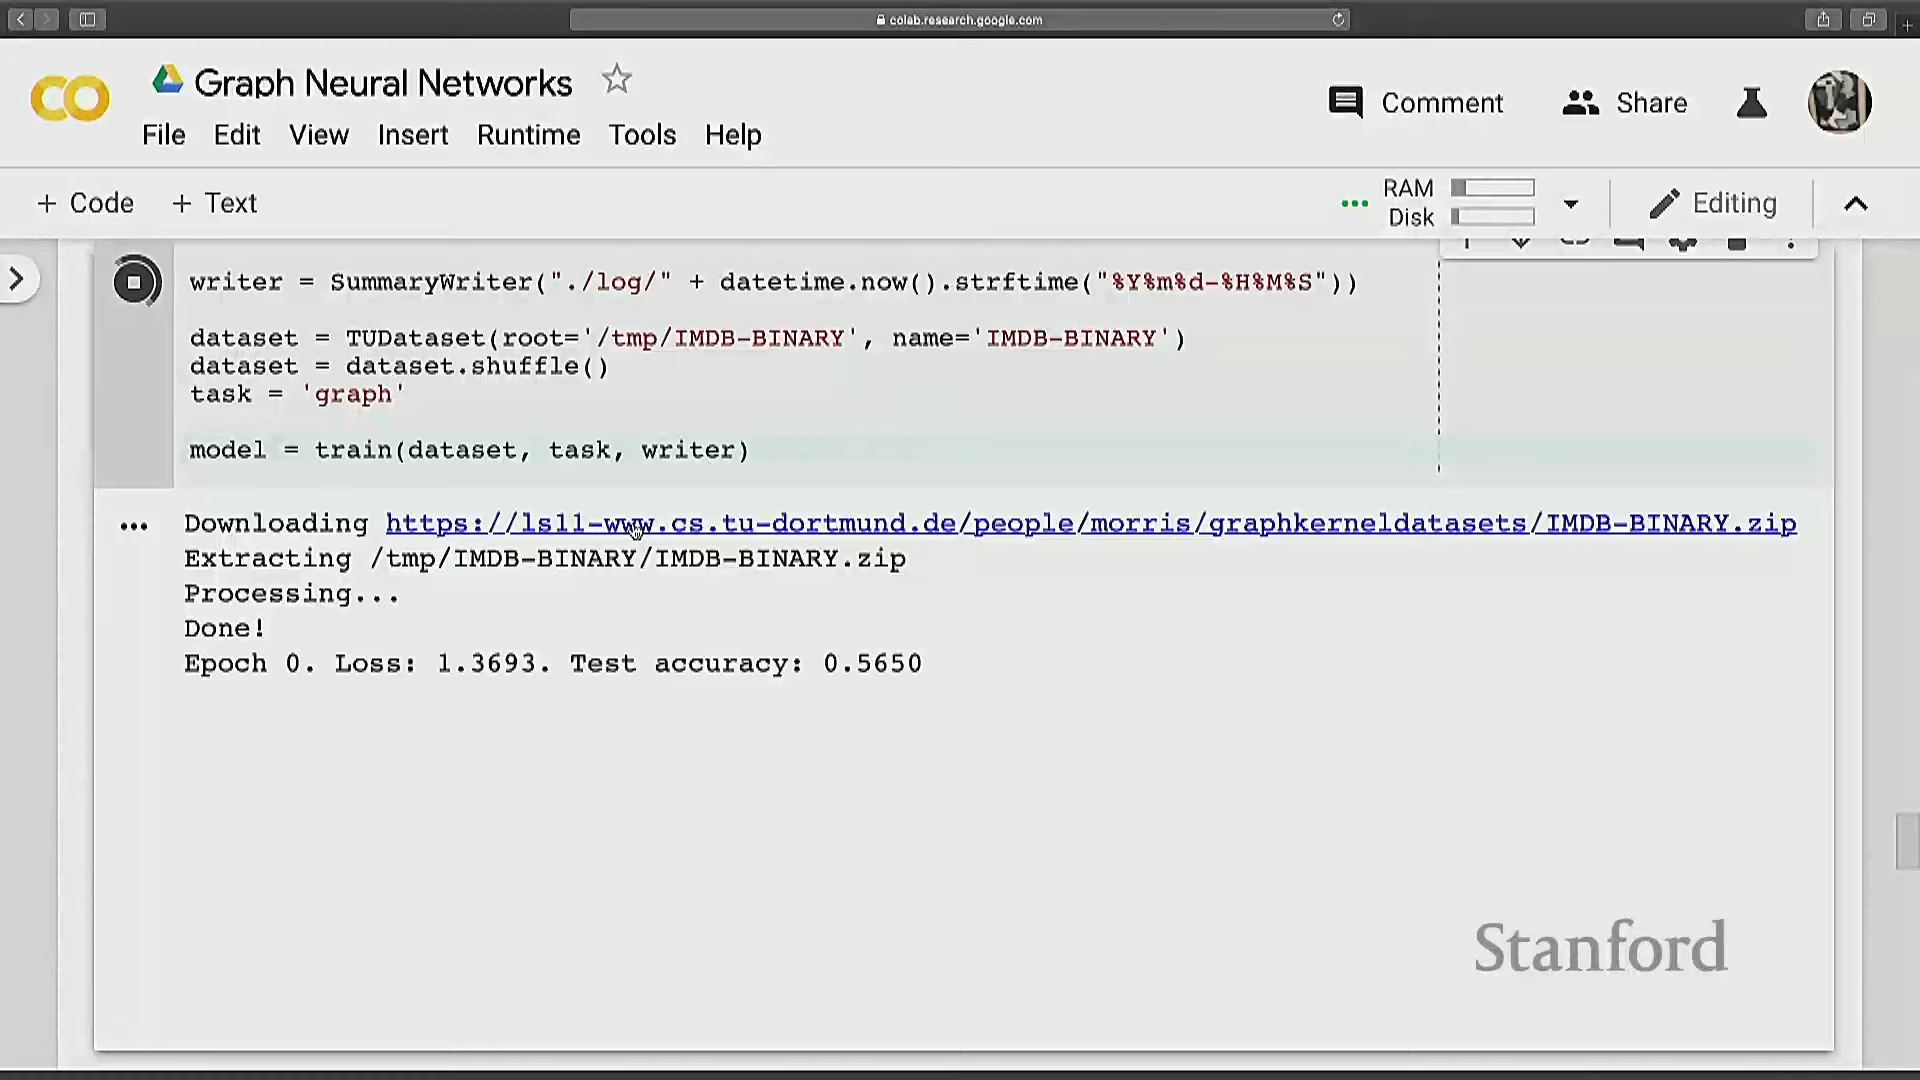 colab.research.google.com
CO Graph Neural Networks
File Edit View Insert Runtime Tools Help
Comment Share
+ Code + Text
RAM
Disk
Editing
writer = SummaryWriter("./log/" + datetime.now().strftime("%Y%m%d-%H%M%S"))
dataset = TUDataset(root='/tmp/IMDB-BINARY', name='IMDB-BINARY')
dataset = dataset.shuffle()
task = 'graph'
model = train(dataset, task, writer)
Downloading https://ls11-www.cs.tu-dortmund.de/people/morris/graphkerneldatasets/IMDB-BINARY.zip
Extracting /tmp/IMDB-BINARY/IMDB-BINARY.zip
Processing...
Done!
Epoch 0. Loss: 1.3693. Test accuracy: 0.5650
Stanford